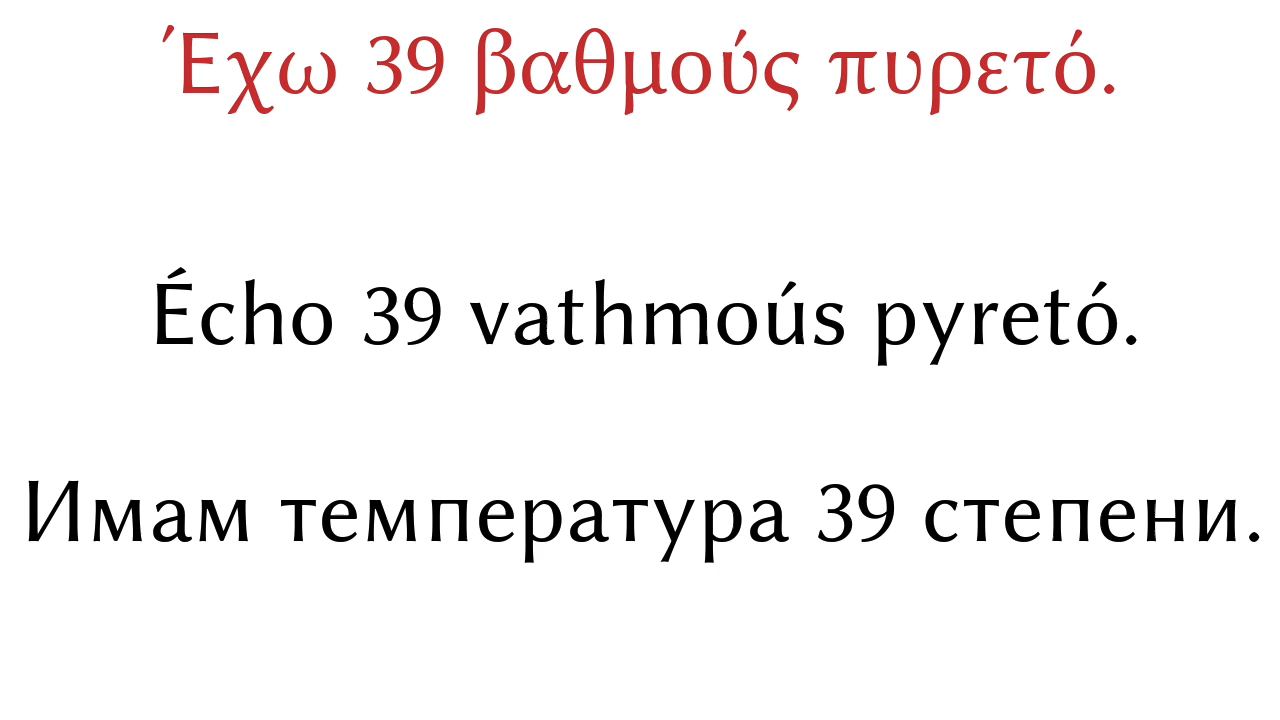 Έχω 39 βαθμούς πυρετό.
Écho 39 vathmoús pyretó.
Имам температура 39 степени.